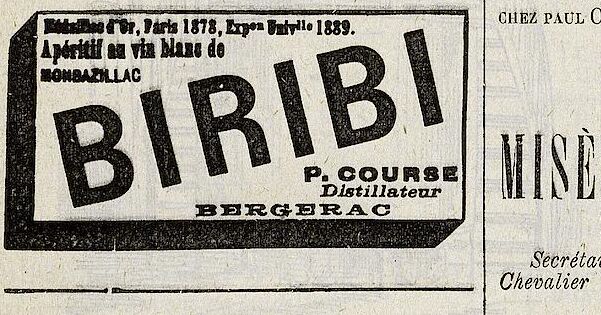 Médailles d'Or, Paris 1878, Expon Univlle 1889.
Apéritif au vin blanc de
MONBAZILLAC
BIRIBI
P. COURSE
Distillateur
BERGERAC
CHEZ PAUL
MISÈ
Secréta
Chevalier